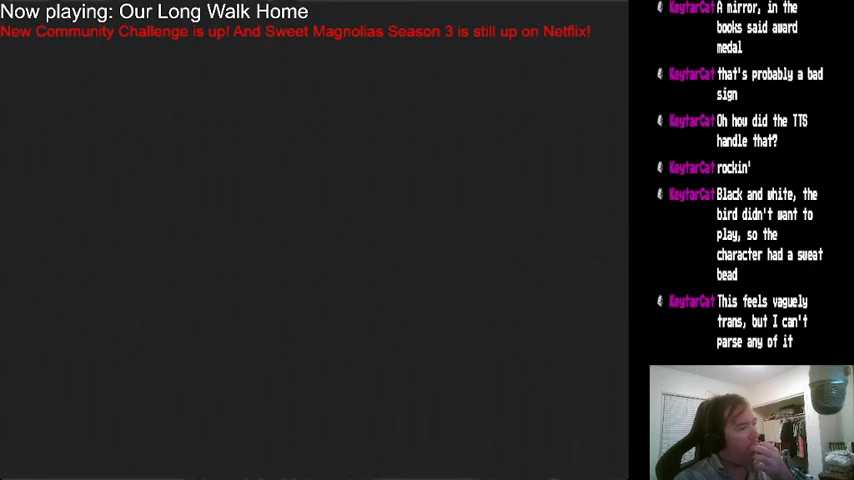 Now playing: Our Long Walk Home
New Community Challenge is up! And Sweet Magnolias Season 3 is still up on Netflix!
KeytarCat A mirror, in the
books said award
medal
KeytarCat that's probably a bad
sign
KeytarCat Oh how did the TTS
handle that?
KeytarCat rockin'
KeytarCat Black and white, the
bird didn't want to
play, so the
character had a sweat
bead
KeytarCat This feels vaguely
trans, but I can't
parse any of it